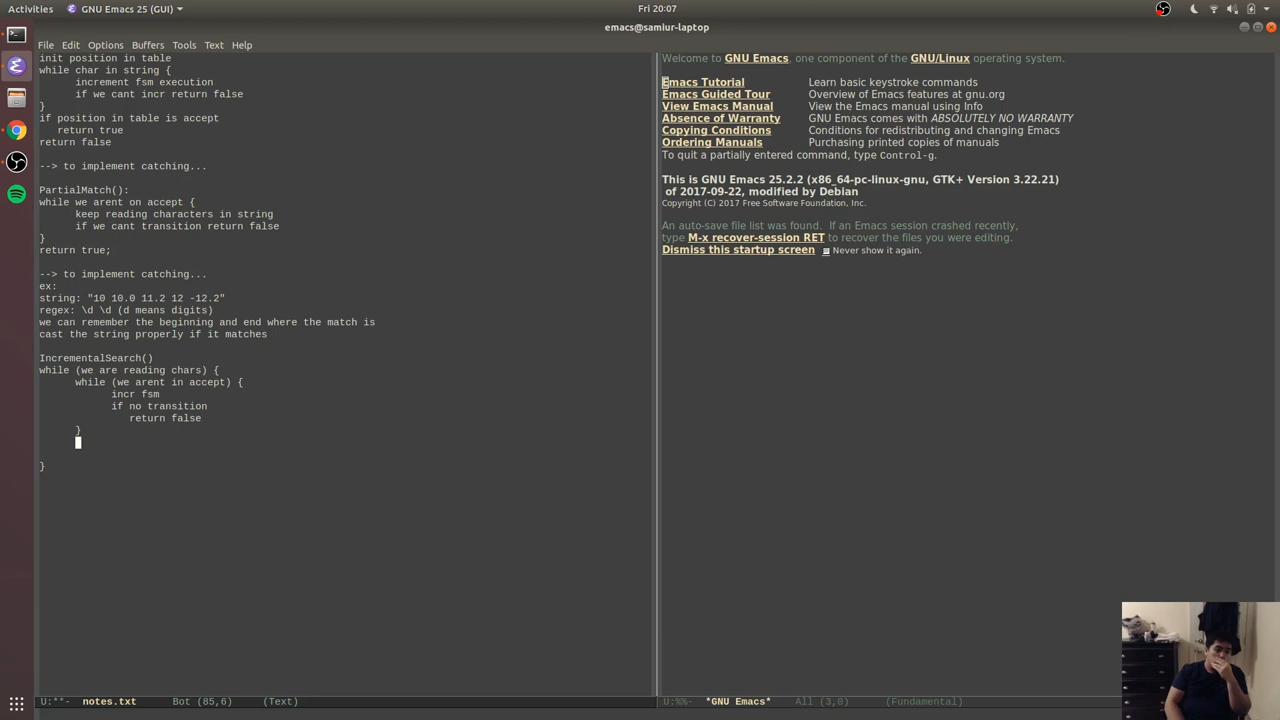 Activities
GNU Emacs 25 (GUI)
Fri 20:07
emacs@samiur-laptop
File Edit Options Buffers Tools Text Help
init position in table
while char in string {
increment fsm execution
if we cant incr return false
}
if position in table is accept
return true
return false
--> to implement catching...
PartialMatch():
while we arent on accept {
keep reading characters in string
if we cant transition return false
}
return true;
--> to implement catching...
ex:
string: "10 10.0 11.2 12 -12.2"
regex: \d \d (d means digits)
we can remember the beginning and end where the match is
cast the string properly if it matches
IncrementalSearch()
while (we are reading chars) {
while (we arent in accept) {
incr fsm
if no transition
return false
}
}
U:**- notes.txt Bot (85,6) (Text)
Welcome to GNU Emacs, one component of the GNU/Linux operating system.
Emacs Tutorial Learn basic keystroke commands
Emacs Guided Tour Overview of Emacs features at gnu.org
View Emacs Manual View the Emacs manual using Info
Absence of Warranty GNU Emacs comes with ABSOLUTELY NO WARRANTY
Copying Conditions Conditions for redistributing and changing Emacs
Ordering Manuals Purchasing printed copies of manuals
To quit a partially entered command, type Control-g.
This is GNU Emacs 25.2.2 (x86_64-pc-linux-gnu, GTK+ Version 3.22.21)
of 2017-09-22, modified by Debian
Copyright (C) 2017 Free Software Foundation, Inc.
An auto-save file list was found. If an Emacs session crashed recently,
type M-x recover-session RET to recover the files you were editing.
Dismiss this startup screen Never show it again.
U:%%- *GNU Emacs* All (3,0) (Fundamental)